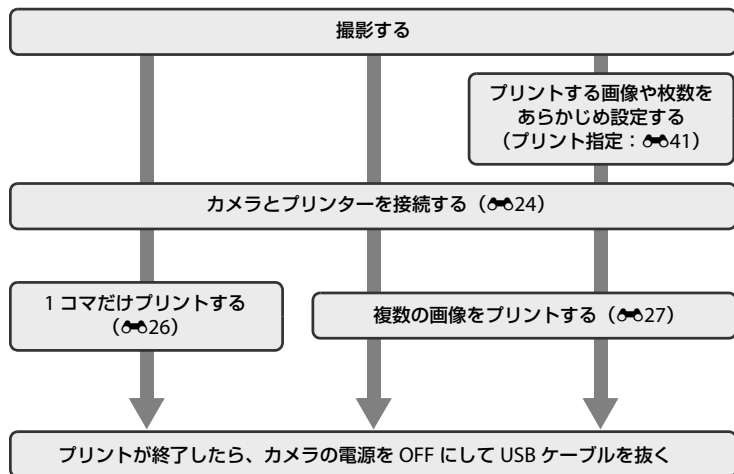 撮影する
プリントする画像や枚数を
あらかじめ設定する
（プリント指定：41）
カメラとプリンターを接続する（24）
1 コマだけプリントする
（26）
複数の画像をプリントする（27）
プリントが終了したら、カメラの電源を OFF にして USB ケーブルを抜く